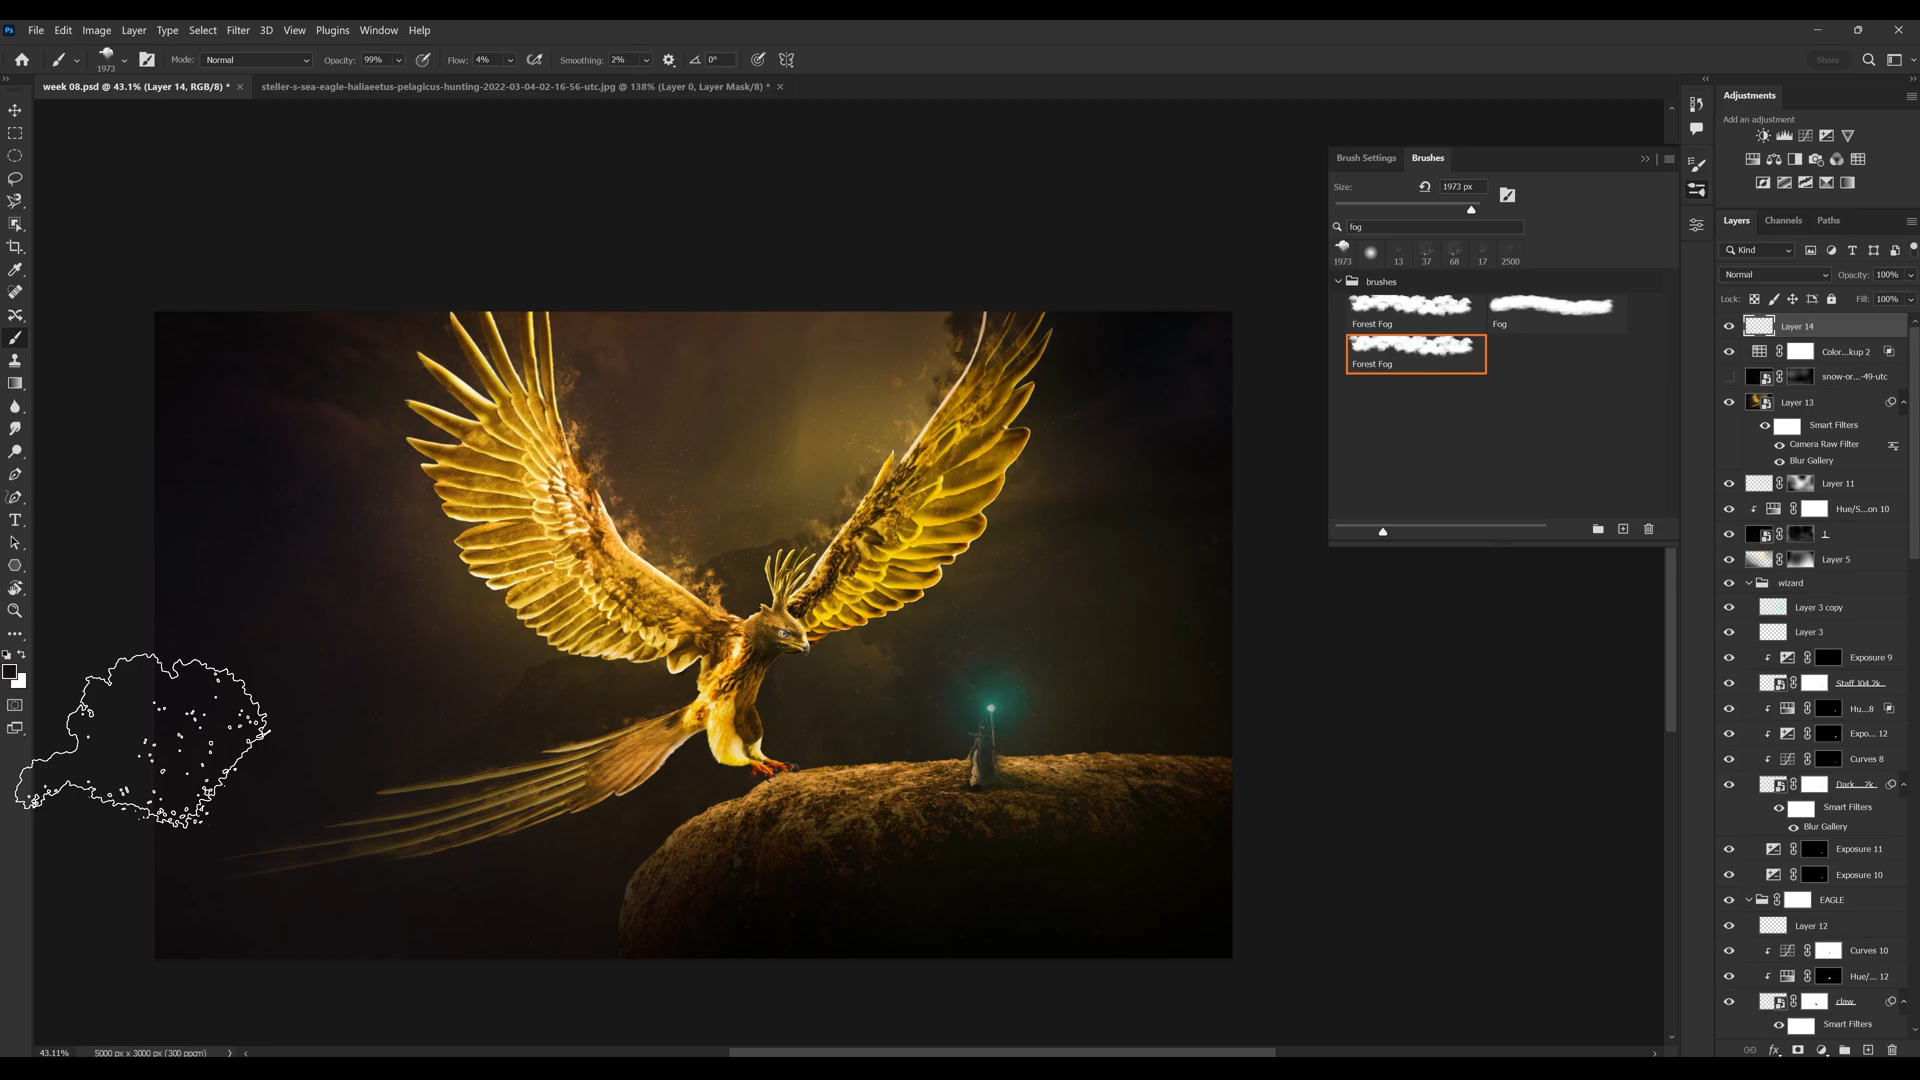 Ps File Edit Image Layer Type Select Filter 3D View Plugins Window Help
1973 Mode: Normal Opacity: 99% Flow: 4% Smoothing: 2% 0° Share
week 08.psd @ 43.1% (Layer 14, RGB/8) * steller-s-sea-eagle-haliaeetus-pelagicus-hunting-2022-03-04-02-16-56-utc.jpg @ 138% (Layer 0, Layer Mask/8) *
Brush Settings Brushes
Size: 1973 px
fog
1973 13 37 68 17 2500
brushes
Forest Fog Fog
Forest Fog
Adjustments
Add an adjustment
Layers Channels Paths
Kind
Normal Opacity: 100%
Lock: Fill: 100%
Layer 14
Color...kup 2
snow-or...-49-utc
Layer 13
Smart Filters
Camera Raw Filter
Blur Gallery
Layer 11
Hue/S...on 10
Layer 5
wizard
Layer 3 copy
Layer 3
Exposure 9
Staff_104.2k...
Hu...8
Expo... 12
Curves 8
Dark....2k
Smart Filters
Blur Gallery
Exposure 11
Exposure 10
EAGLE
Layer 12
Curves 10
Hue/... 12
claw
Smart Filters
fx
43.11% 5000 px x 3000 px (300 ppcm)